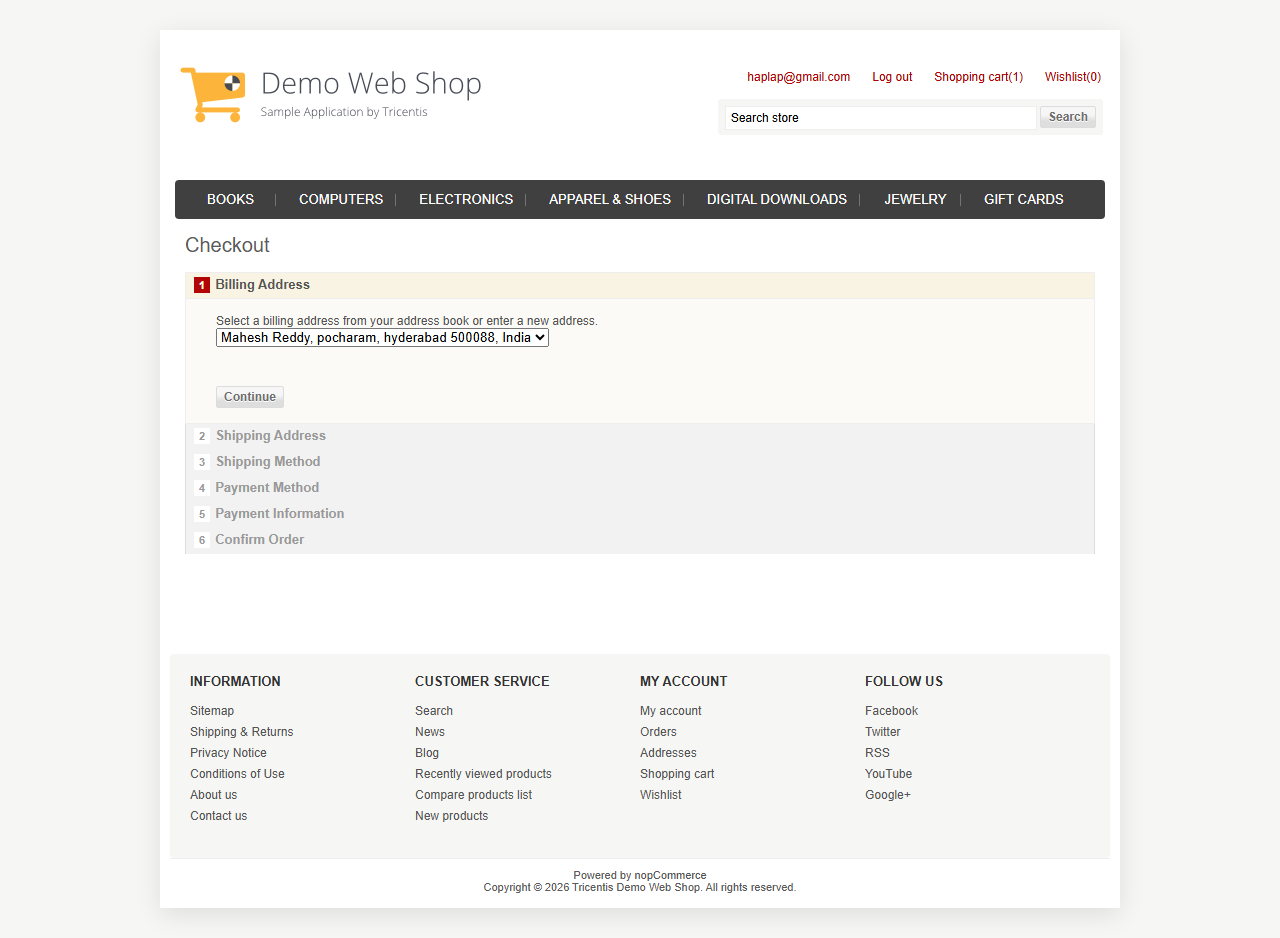 Demo Web Shop
Sample Application by Tricentis
haplap@gmail.com Log out Shopping cart(1) Wishlist(0)
Search store Search
BOOKS COMPUTERS ELECTRONICS APPAREL & SHOES DIGITAL DOWNLOADS JEWELRY GIFT CARDS
Checkout
1 Billing Address
Select a billing address from your address book or enter a new address.
Mahesh Reddy, pocharam, hyderabad 500088, India
Continue
2 Shipping Address
3 Shipping Method
4 Payment Method
5 Payment Information
6 Confirm Order
INFORMATION
Sitemap
Shipping & Returns
Privacy Notice
Conditions of Use
About us
Contact us
CUSTOMER SERVICE
Search
News
Blog
Recently viewed products
Compare products list
New products
MY ACCOUNT
My account
Orders
Addresses
Shopping cart
Wishlist
FOLLOW US
Facebook
Twitter
RSS
YouTube
Google+
Powered by nopCommerce
Copyright © 2026 Tricentis Demo Web Shop. All rights reserved.